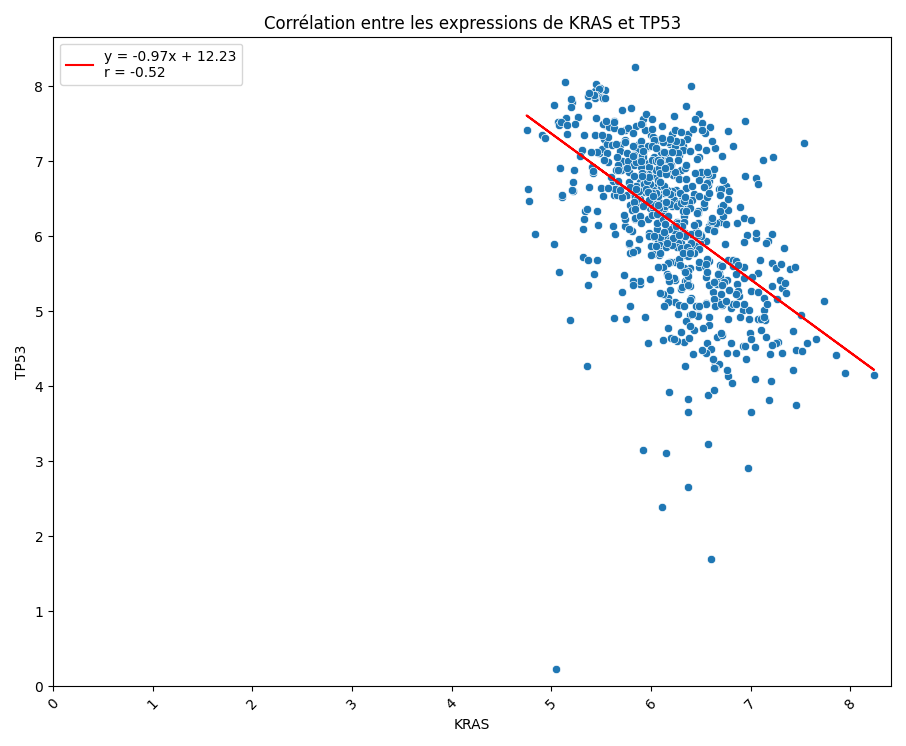 Corrélation entre les expressions de KRAS et TP53
y = -0.97x + 12.23
r = -0.52
8
7
6
5
4
3
2
1
0
TP53
0 1 2 3 4 5 6 7 8
KRAS